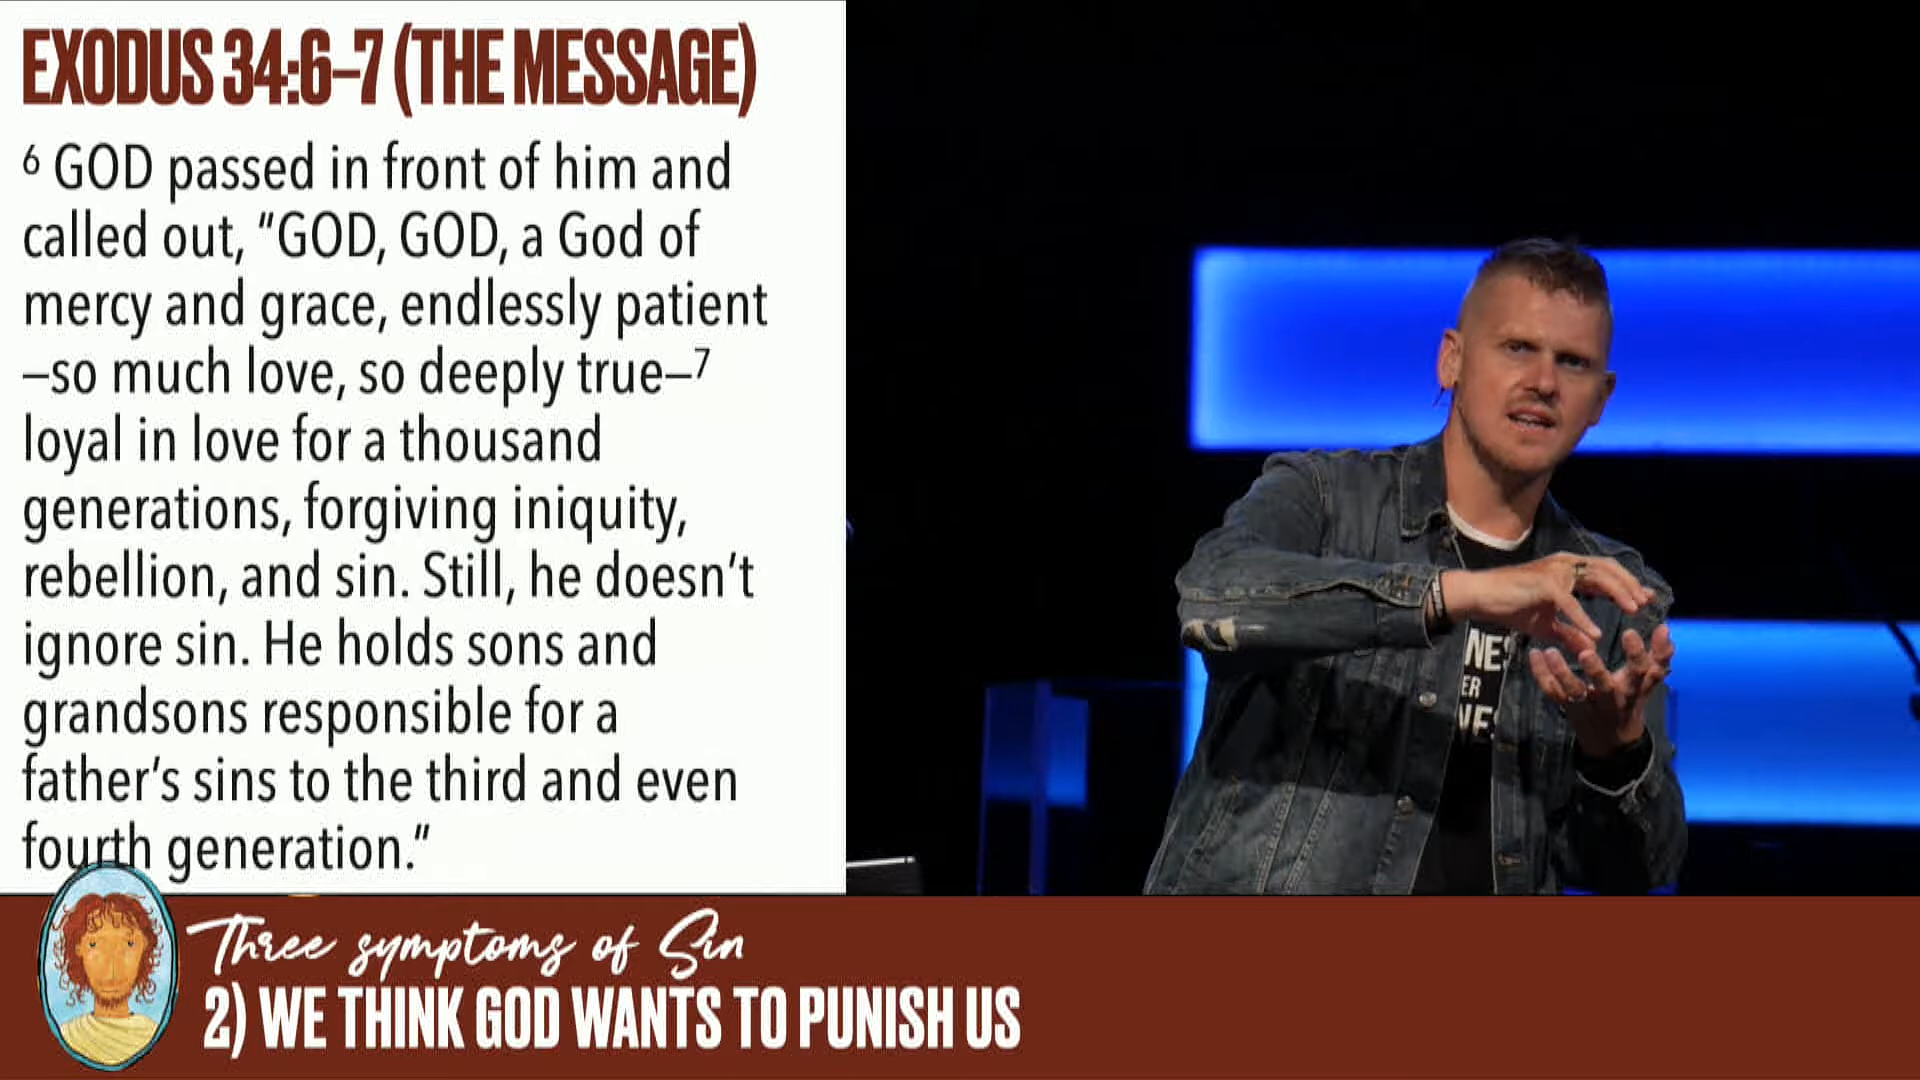 EXODUS 34:6–7 (THE MESSAGE)
6 GOD passed in front of him and
called out, “GOD, GOD, a God of
mercy and grace, endlessly patient
–so much love, so deeply true–7
loyal in love for a thousand
generations, forgiving iniquity,
rebellion, and sin. Still, he doesn’t
ignore sin. He holds sons and
grandsons responsible for a
father’s sins to the third and even
fourth generation.”
Three symptoms of Sin
2) WE THINK GOD WANTS TO PUNISH US